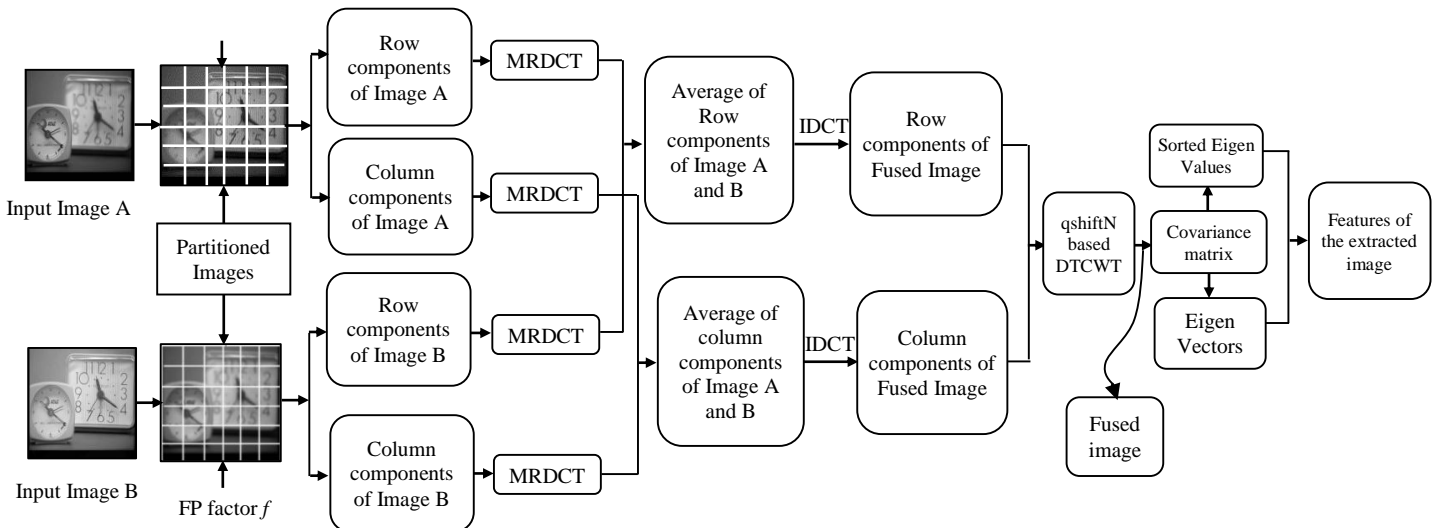 Input Image A
Partitioned
Images
Input Image B
FP factor f
Row
components
of Image A
Column
components
of Image A
Row
components
of Image B
Column
components
of Image B
MRDCT
MRDCT
MRDCT
MRDCT
Average of
Row
components
of Image A
and B
Average of
column
components
of Image A
and B
IDCT
IDCT
Row
components of
Fused Image
Column
components of
Fused Image
qshiftN
based
DTCWT
Fused
image
Sorted Eigen
Values
Covariance
matrix
Eigen
Vectors
Features of
the extracted
image